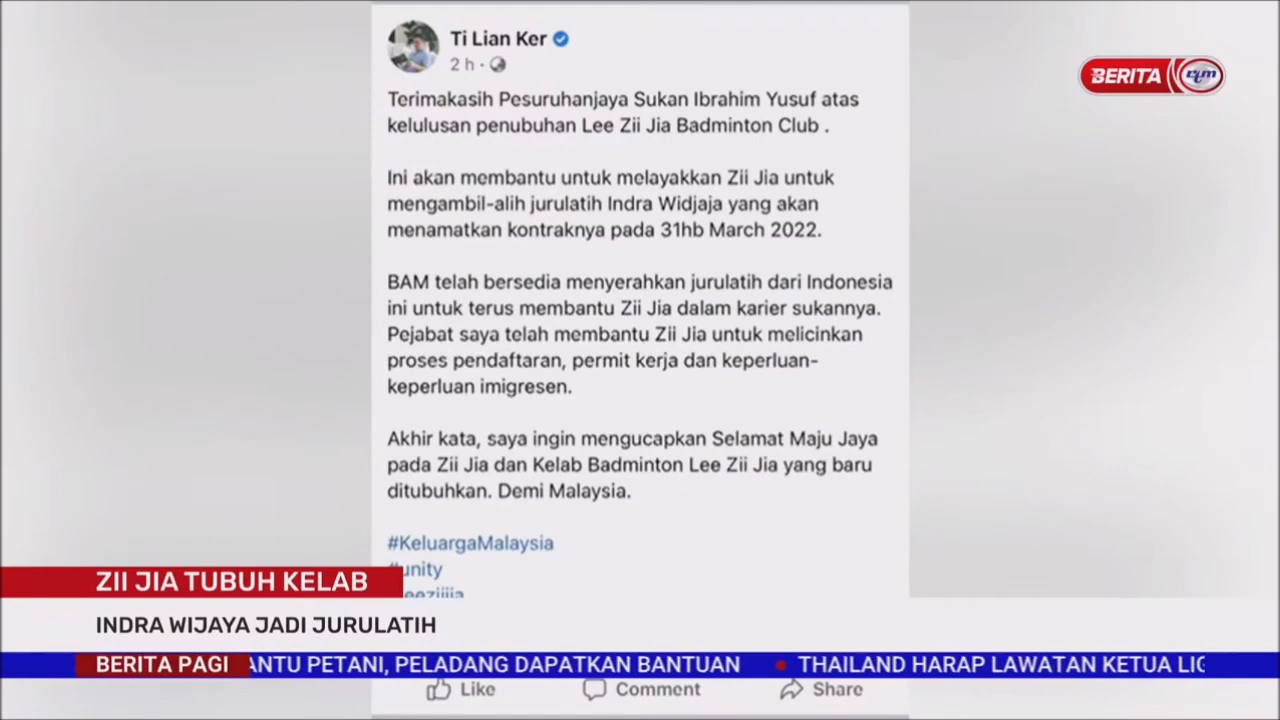 Ti Lian Ker
2 h ·
BERITA rtm
Terimakasih Pesuruhanjaya Sukan Ibrahim Yusuf atas
kelulusan penubuhan Lee Zii Jia Badminton Club .
Ini akan membantu untuk melayakkan Zii Jia untuk
mengambil-alih jurulatih Indra Widjaja yang akan
menamatkan kontraknya pada 31hb March 2022.
BAM telah bersedia menyerahkan jurulatih dari Indonesia
ini untuk terus membantu Zii Jia dalam karier sukannya.
Pejabat saya telah membantu Zii Jia untuk melicinkan
proses pendaftaran, permit kerja dan keperluan-
keperluan imigresen.
Akhir kata, saya ingin mengucapkan Selamat Maju Jaya
pada Zii Jia dan Kelab Badminton Lee Zii Jia yang baru
ditubuhkan. Demi Malaysia.
#KeluargaMalaysia
#unity
ZII JIA TUBUH KELAB
INDRA WIJAYA JADI JURULATIH
BERITA PAGI ANTU PETANI, PELADANG DAPATKAN BANTUAN • THAILAND HARAP LAWATAN KETUA
Like Comment Share